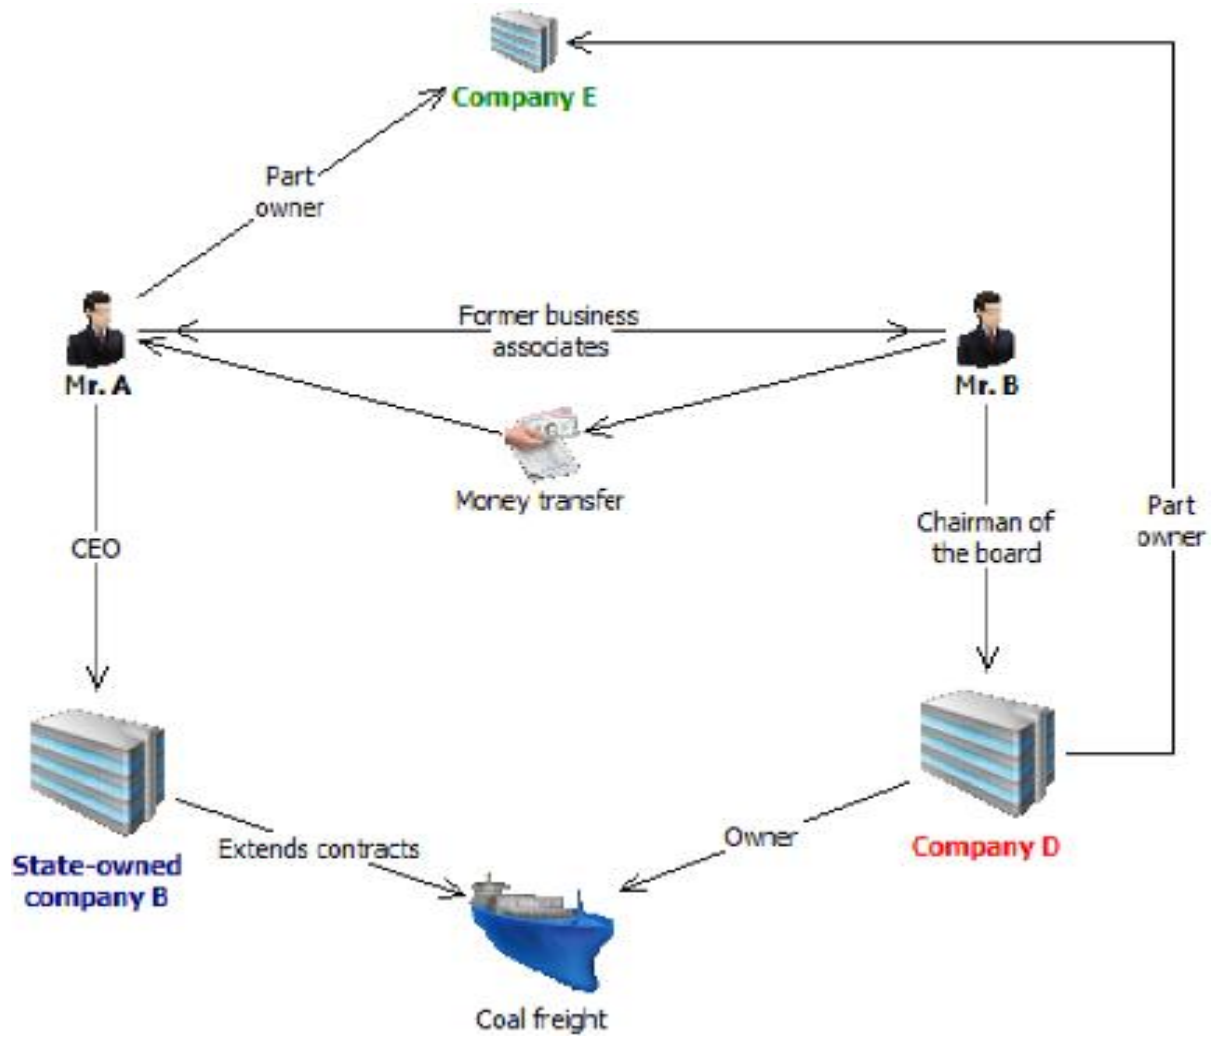 Company E
Part
owner
Former business
associates
Mr. A
Mr. B
Money transfer
CEO
Chairman of
the board
Part
owner
State-owned
company B
Extends contracts
Owner
Company D
Coal freight